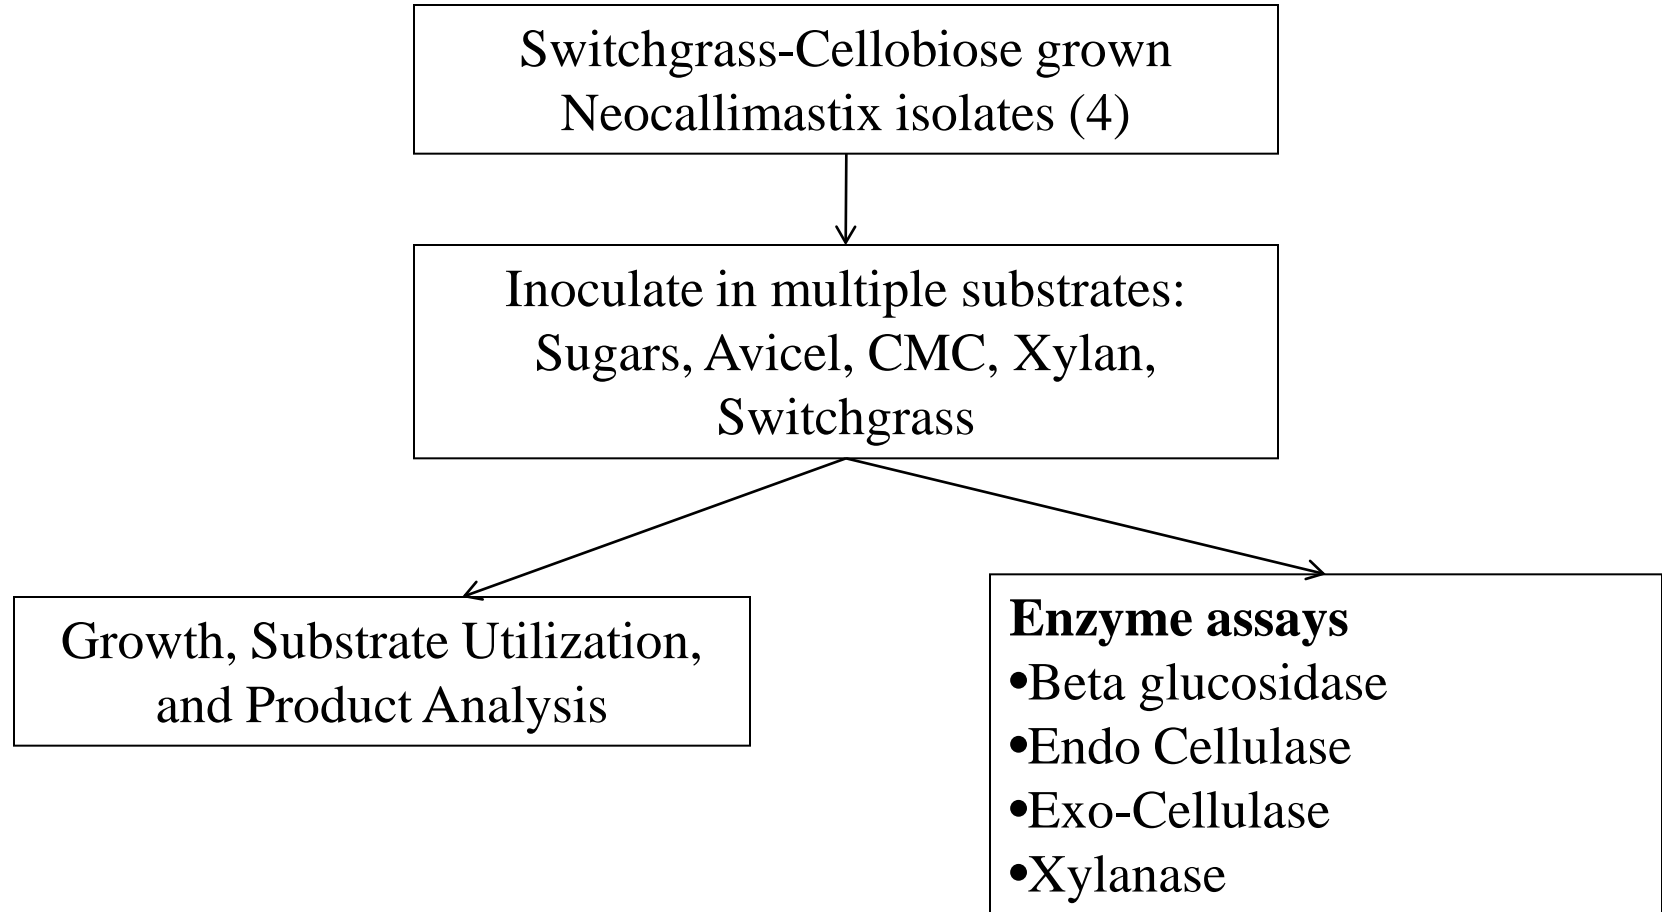 Switchgrass-Cellobiose grown
Neocallimastix isolates (4)
Inoculate in multiple substrates:
Sugars, Avicel, CMC, Xylan,
Switchgrass
Growth, Substrate Utilization,
and Product Analysis
Enzyme assays
•Beta glucosidase
•Endo Cellulase
•Exo-Cellulase
•Xylanase